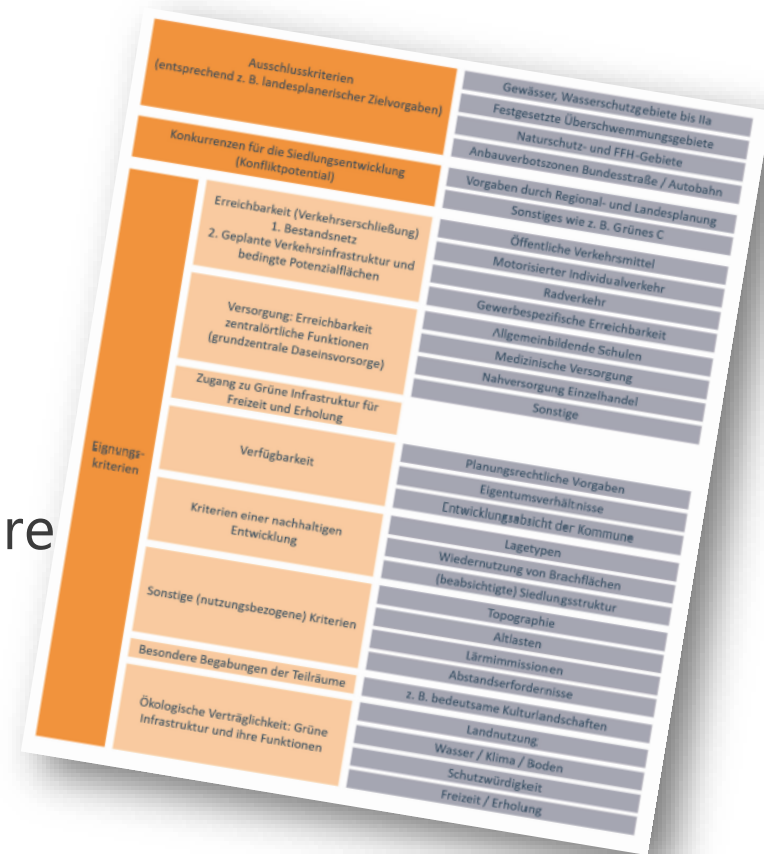 Ausschlusskriterien
(entsprechend z. B. landesplanerischer Zielvorgaben)
Gewässer, Wasserschutzgebiete bis IIa
Festgesetzte Überschwemmungsgebiete
Naturschutz- und FFH-Gebiete
Anbauverbotszonen Bundesstraße / Autobahn
Konkurrenzen für die Siedlungsentwicklung
(Konfliktpotential)
Vorgaben durch Regional- und Landesplanung
Sonstiges wie z. B. Grünes C
Eignungs-
kriterien
Erreichbarkeit (Verkehrserschließung)
1. Bestandsnetz
2. Geplante Verkehrsinfrastruktur und
bedingte Potenzialflächen
Öffentliche Verkehrsmittel
Motorisierter Individualverkehr
Radverkehr
Gewerbespezifische Erreichbarkeit
Versorgung: Erreichbarkeit
zentralörtliche Funktionen
(grundzentrale Daseinsvorsorge)
Allgemeinbildende Schulen
Medizinische Versorgung
Nahversorgung Einzelhandel
Sonstige
Zugang zu Grüne Infrastruktur für
Freizeit und Erholung
Verfügbarkeit
Planungsrechtliche Vorgaben
Eigentumsverhältnisse
Entwicklungsabsicht der Kommune
Kriterien einer nachhaltigen
Entwicklung
Lagetypen
Wiedernutzung von Brachflächen
(beabsichtigte) Siedlungsstruktur
Sonstige (nutzungsbezogene) Kriterien
Topographie
Altlasten
Lärmimmissionen
Abstandserfordernisse
Besondere Begabungen der Teilräume
z. B. bedeutsame Kulturlandschaften
Ökologische Verträglichkeit: Grüne
Infrastruktur und ihre Funktionen
Landnutzung
Wasser / Klima / Boden
Schutzwürdigkeit
Freizeit / Erholung
re